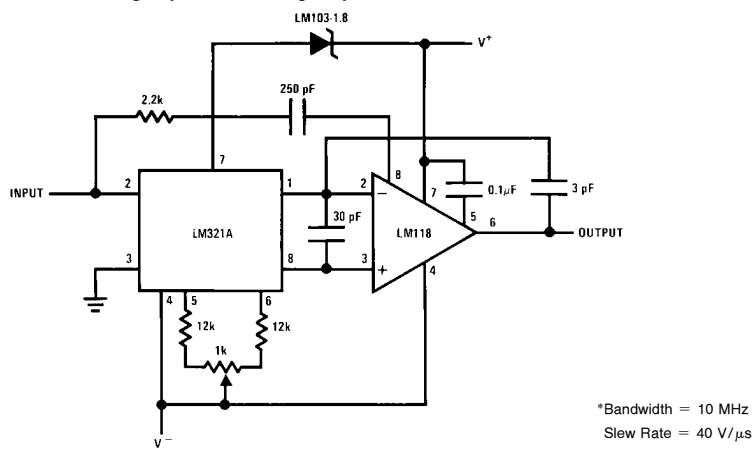 LM103-1.8
V⁺
250 pF
2.2k
7
8
INPUT
2
1
2
−
7
0.1μF
3 pF
5
6
OUTPUT
LM321A
30 pF
LM118
3
8
3
+
4
4
5
6
12k
12k
1k
V⁻
*Bandwidth = 10 MHz
Slew Rate = 40 V/μs